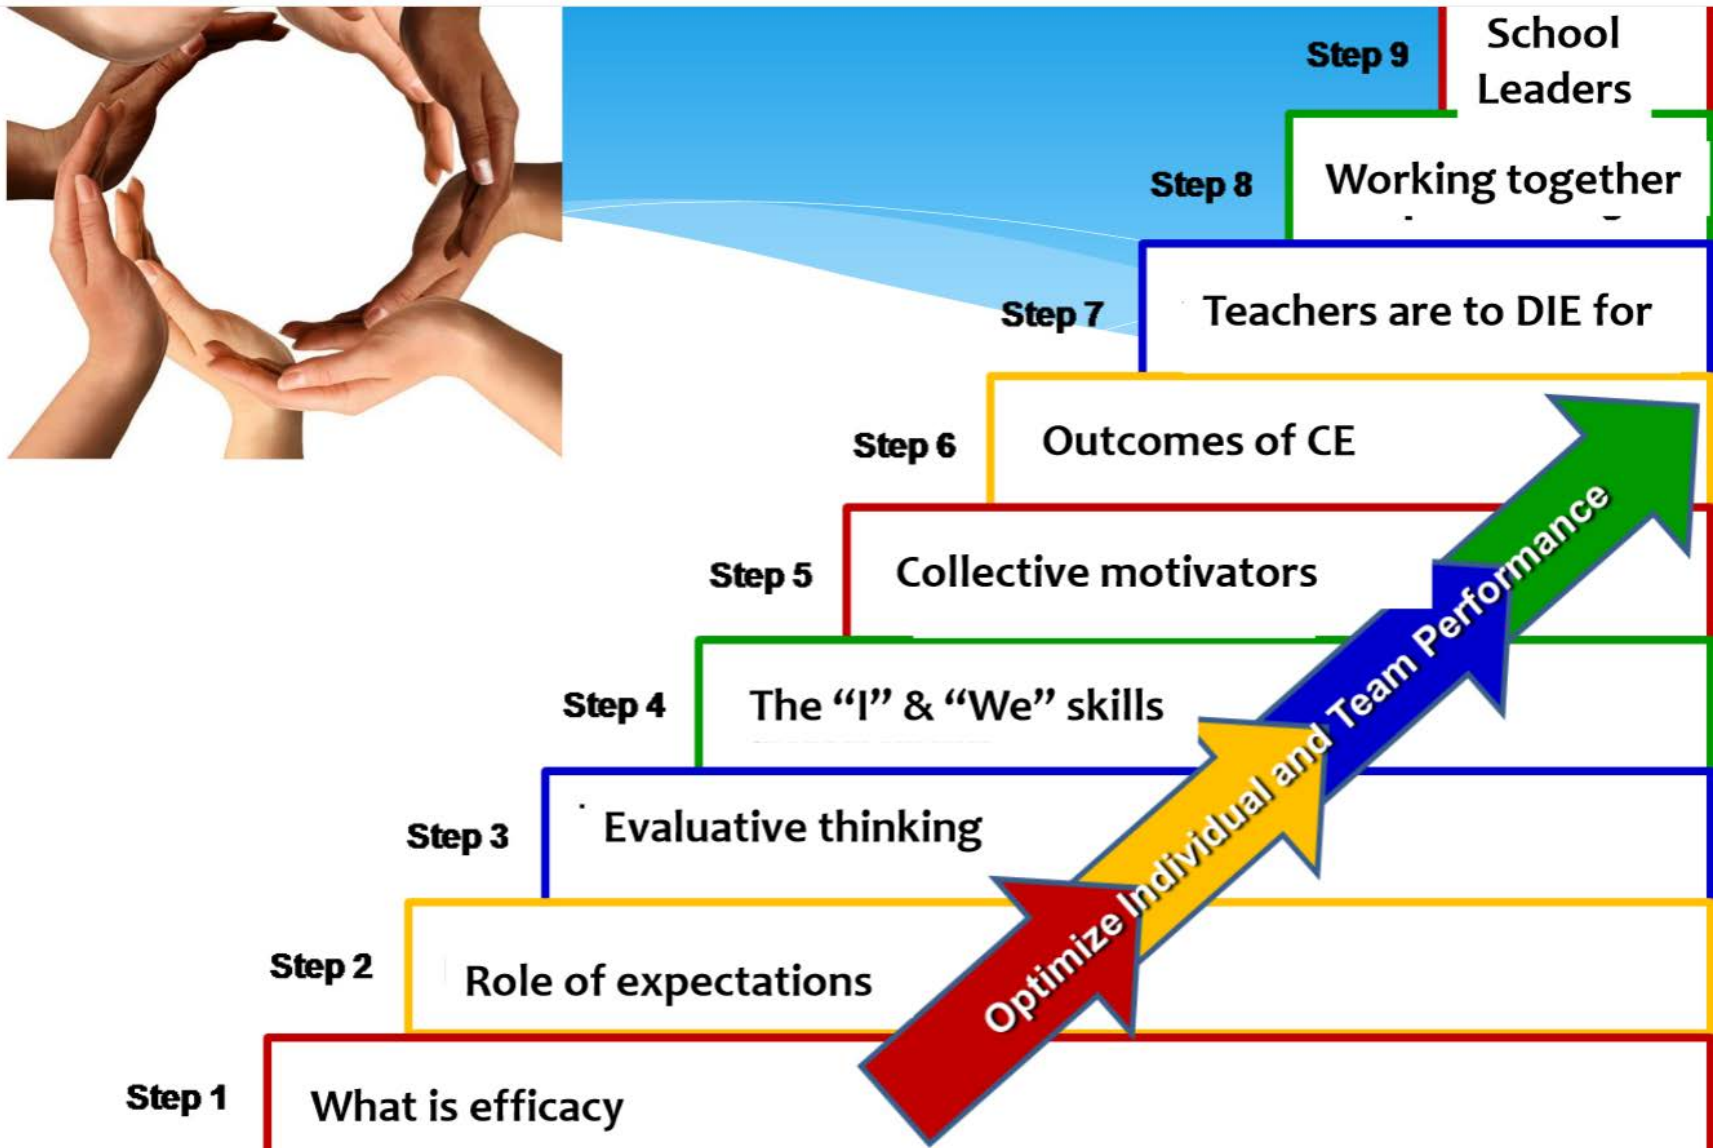 Step 9
School
Leaders
Step 8
Working together
Step 7
Teachers are to DIE for
Step 6
Outcomes of CE
Step 5
Collective motivators
Step 4
The “I” & “We” skills
Step 3
Evaluative thinking
Step 2
Role of expectations
Step 1
What is efficacy
Optimize Individual and Team Performance